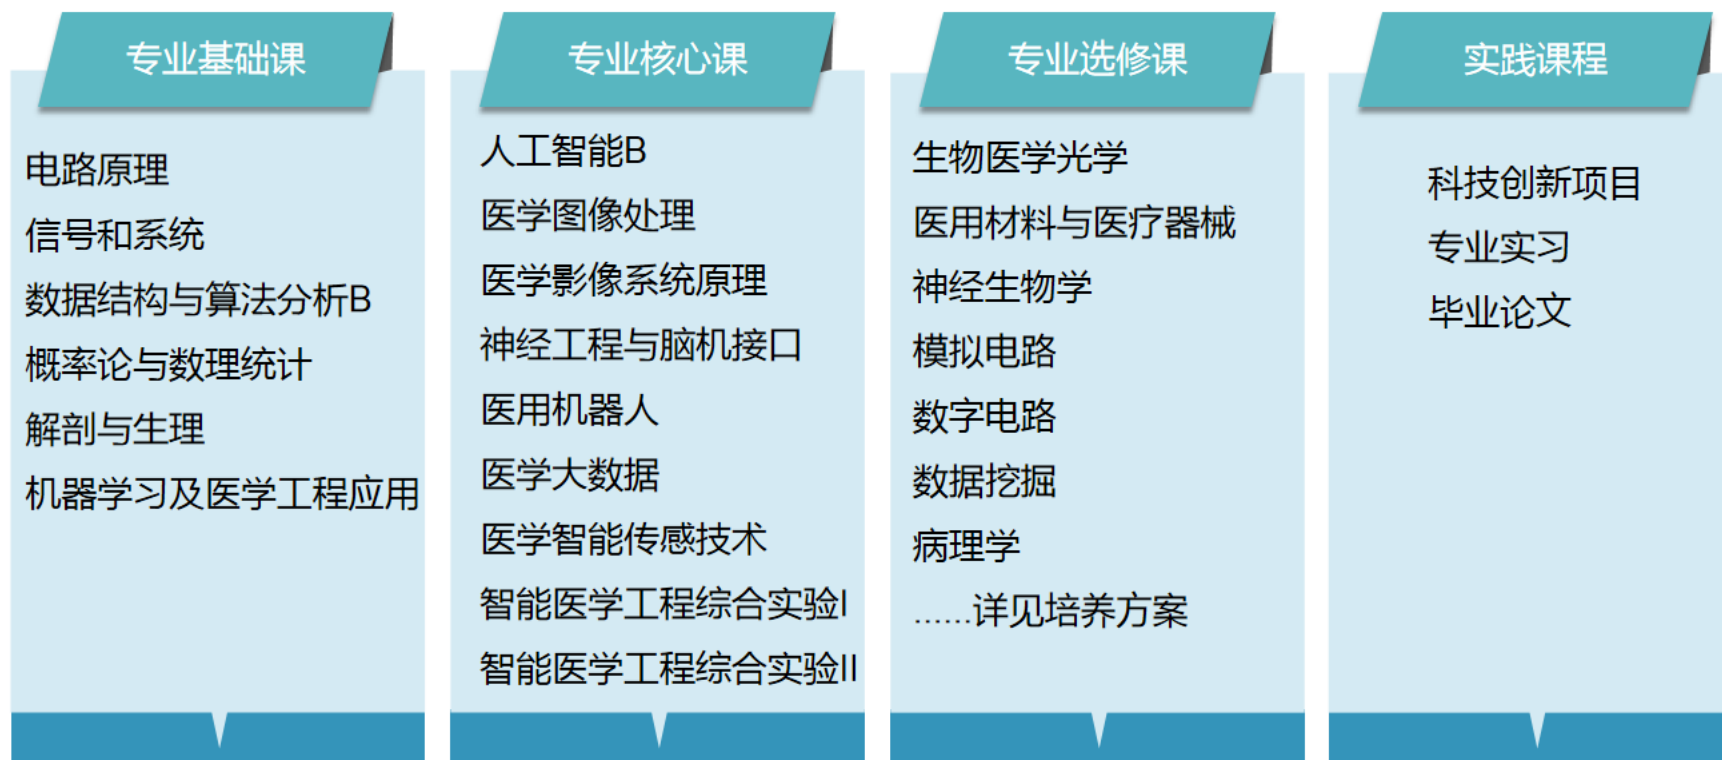 专业基础课
电路原理
信号和系统
数据结构与算法分析B
概率论与数理统计
解剖与生理
机器学习及医学工程应用
专业核心课
人工智能B
医学图像处理
医学影像系统原理
神经工程与脑机接口
医用机器人
医学大数据
医学智能传感技术
智能医学工程综合实验I
智能医学工程综合实验II
专业选修课
生物医学光学
医用材料与医疗器械
神经生物学
模拟电路
数字电路
数据挖掘
病理学
......详见培养方案
实践课程
科技创新项目
专业实习
毕业论文